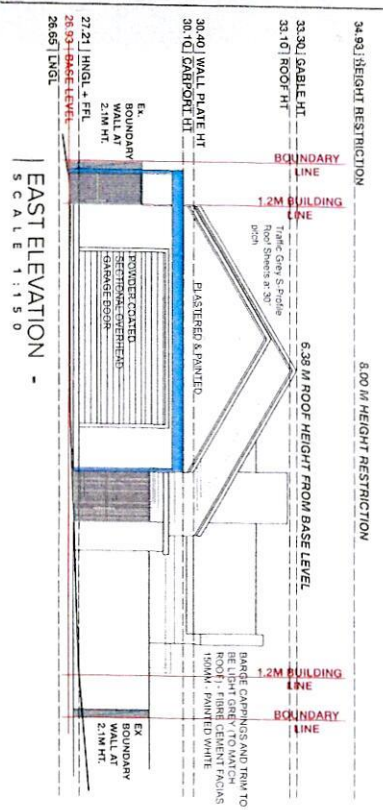 34.93 | HEIGHT RESTRICTION
8.00 M HEIGHT RESTRICTION
33.30 | GABLE HT
33.10 | ROOF HT
6.38 M ROOF HEIGHT FROM BASE LEVEL
30.40 | WALL PLATE HT
30.10 | CARPORT HT
27.21 | HNGL + FFL
26.93 | BASE LEVEL
26.65 | LNGL
BOUNDARY
LINE
1.2M BUILDING
LINE
Traffic Grey S-Profile
Roof Sheets at 30°
pitch
PLASTERED & PAINTED
Ex.
BOUNDARY
WALL AT
2.1M HT.
POWDER COATED
SECTIONAL OVERHEAD
GARAGE DOOR
1.2M BUILDING
LINE
BOUNDARY
LINE
BARGE CAPPINGS AND TRIM TO
BE LIGHT GREY (TO MATCH
ROOF) - FIBRE CEMENT FACIAS
150MM - PAINTED WHITE
EX
BOUNDARY
WALL AT
2.1M HT.
EAST ELEVATION -
SCALE 1:150